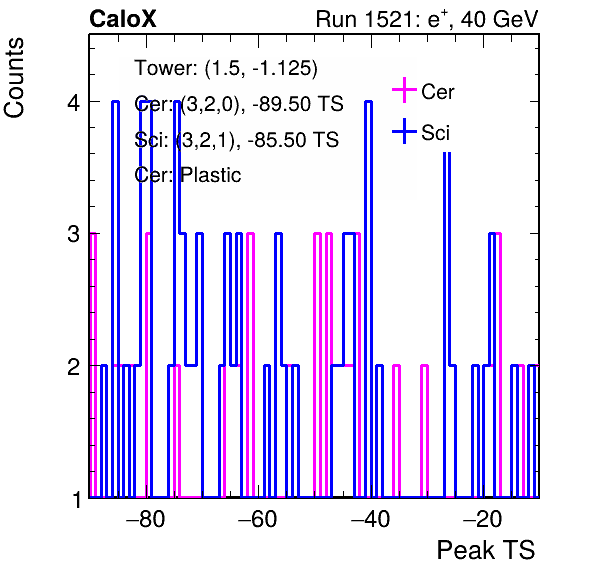 CaloX Run 1521: e+, 40 GeV
Counts
Tower: (1.5, -1.125)
Cer: (3,2,0), -89.50 TS
Sci: (3,2,1), -85.50 TS
Cer: Plastic
Cer
Sci
4
3
2
1
−80 −60 −40 −20
Peak TS